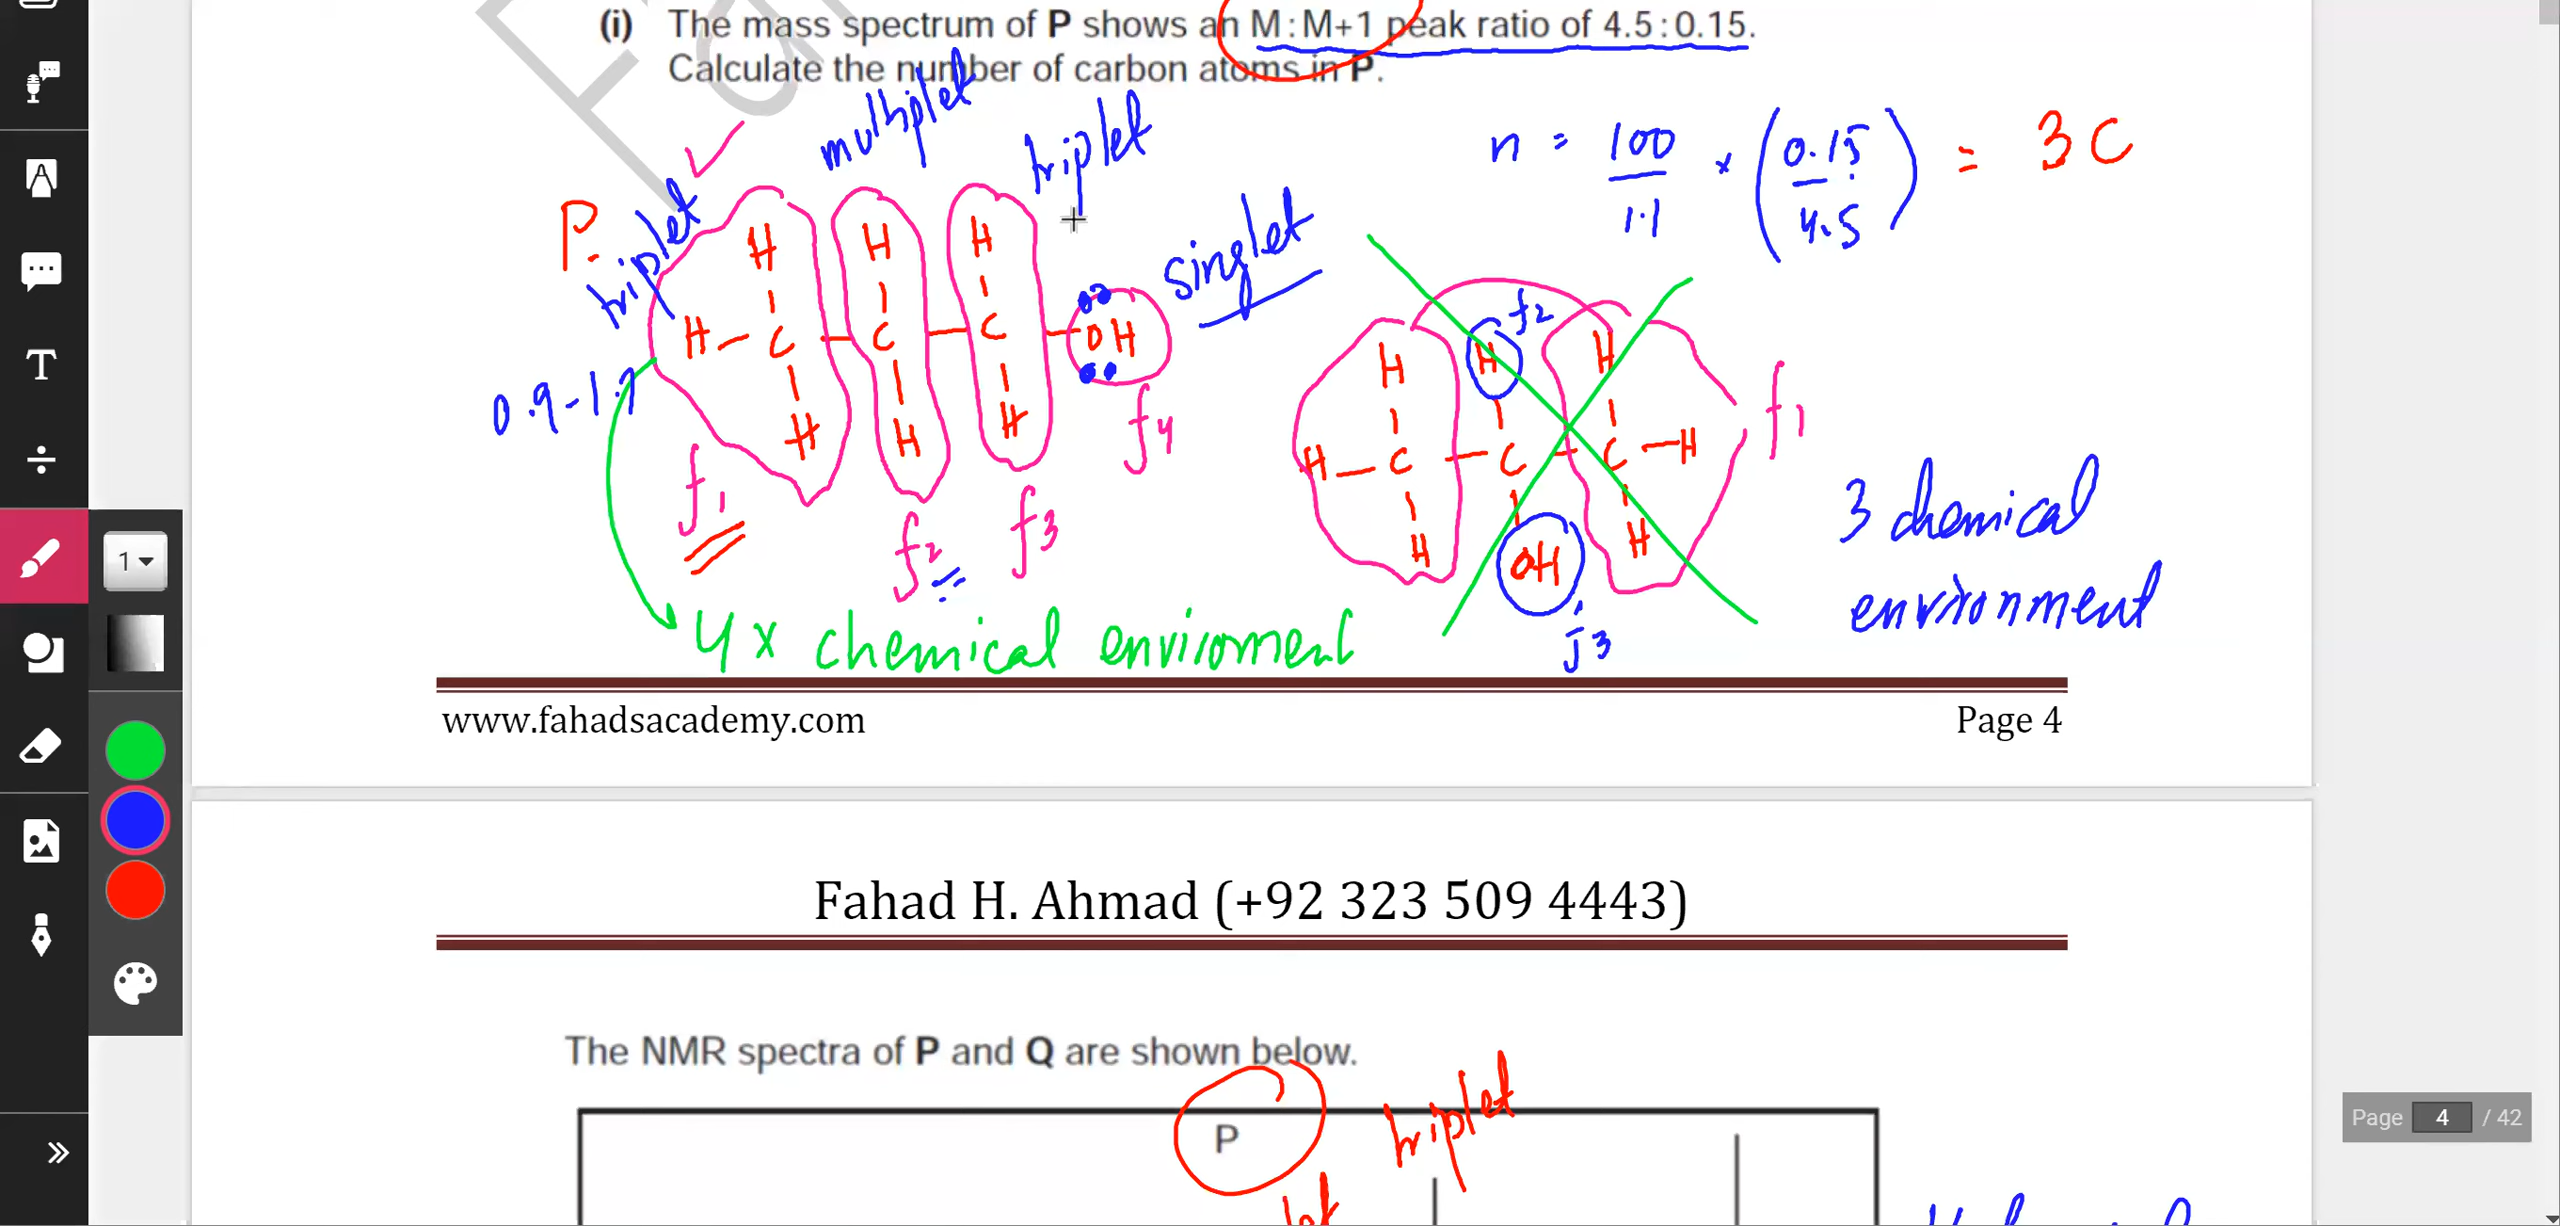 (i) The mass spectrum of P shows an M : M+1 peak ratio of 4.5 : 0.15.
Calculate the number of carbon atoms in P.
multiplet
triplet
n = 100 / 1.1 × (0.15 / 4.5) = 3 C
P.
triplet
singlet
H H H
H - C - C - C - OH
H H H
0.9-1.7
f1
f2
f3
f4
f2
H H H
H - C - C - C - H
H OH H
f1
3 chemical
environment
4 x chemical enviroment
www.fahadsacademy.com
Page 4
Fahad H. Ahmad (+92 323 509 4443)
The NMR spectra of P and Q are shown below.
triplet
P
T
1
Page 4 / 42